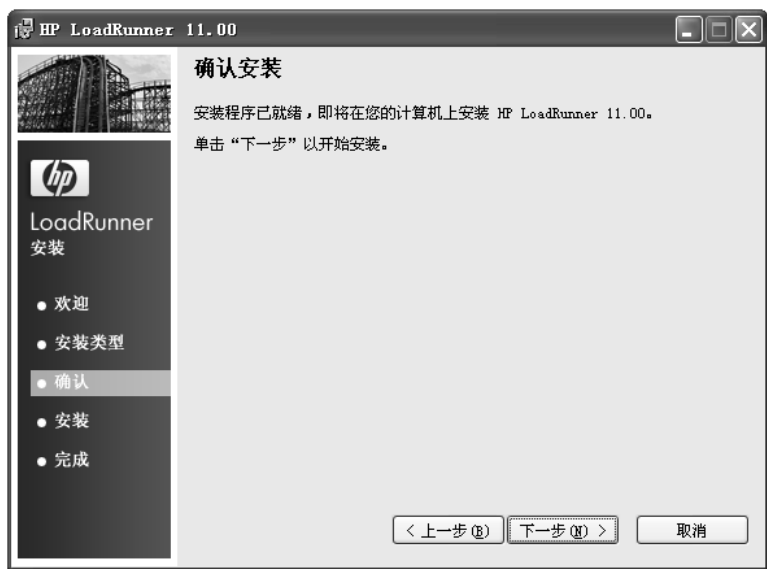 HP LoadRunner 11.00
确认安装
安装程序已就绪，即将在您的计算机上安装 HP LoadRunner 11.00。
单击“下一步”以开始安装。
hp
LoadRunner
安装
欢迎
安装类型
确认
安装
完成
< 上一步(B)
下一步(N) >
取消